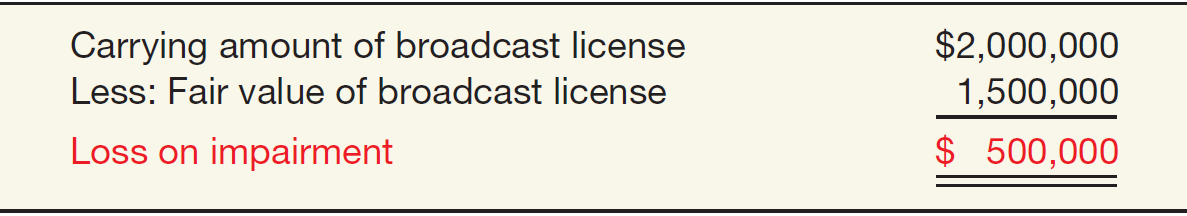 Carrying amount of broadcast license $2,000,000
Less: Fair value of broadcast license 1,500,000
Loss on impairment $ 500,000